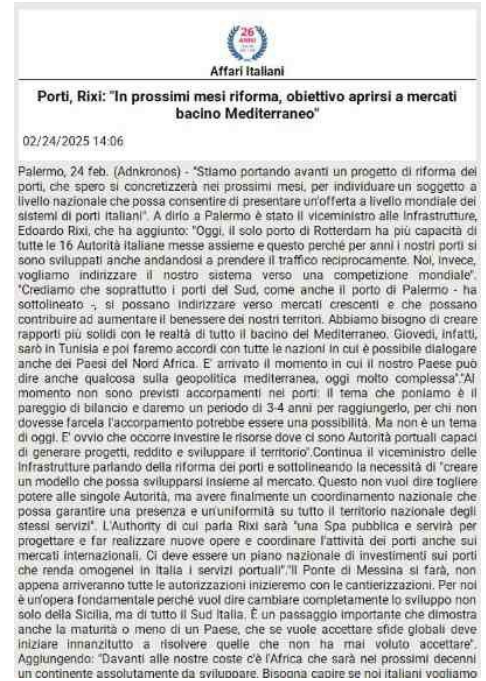 26
ANNI
Affari Italiani
Porti, Rixi: "In prossimi mesi riforma, obiettivo aprirsi a mercati
bacino Mediterraneo"
02/24/2025 14:06
Palermo, 24 feb. (Adnkronos) - "Stiamo portando avanti un progetto di riforma dei
porti, che spero si concretizzerà nei prossimi mesi, per individuare un soggetto a
livello nazionale che possa consentire di presentare un'offerta a livello mondiale dei
sistemi di porti italiani". A dirlo a Palermo è stato il viceministro alle Infrastrutture,
Edoardo Rixi, che ha aggiunto: "Oggi, il solo porto di Rotterdam ha più capacità di
tutte le 16 Autorità italiane messe assieme e questo perché per anni i nostri porti si
sono sviluppati anche andandosi a prendere il traffico reciprocamente. Noi, invece,
vogliamo indirizzare il nostro sistema verso una competizione mondiale".
"Crediamo che soprattutto i porti del Sud, come anche il porto di Palermo - ha
sottolineato -, si possano indirizzare verso mercati crescenti e che possano
contribuire ad aumentare il benessere dei nostri territori. Abbiamo bisogno di creare
rapporti più solidi con le realtà di tutto il bacino del Mediterraneo. Giovedì, infatti,
sarò in Tunisia e poi faremo accordi con tutte le nazioni in cui è possibile dialogare
anche dei Paesi del Nord Africa. E' arrivato il momento in cui il nostro Paese può
dire anche qualcosa sulla geopolitica mediterranea, oggi molto complessa"."Al
momento non sono previsti accorpamenti nei porti: il tema che poniamo è il
pareggio di bilancio e daremo un periodo di 3-4 anni per raggiungerlo, per chi non
dovesse farcela l'accorpamento potrebbe essere una possibilità. Ma non è un tema
di oggi. E' ovvio che occorre investire le risorse dove ci sono Autorità portuali capaci
di generare progetti, reddito e sviluppare il territorio".Continua il viceministro delle
Infrastrutture parlando della riforma dei porti e sottolineando la necessità di "creare
un modello che possa svilupparsi insieme al mercato. Questo non vuol dire togliere
potere alle singole Autorità, ma avere finalmente un coordinamento nazionale che
possa garantire una presenza e un'uniformità su tutto il territorio nazionale degli
stessi servizi". L'Authority di cui parla Rixi sarà "una Spa pubblica e servirà per
progettare e far realizzare nuove opere e coordinare l'attività dei porti anche sui
mercati internazionali. Ci deve essere un piano nazionale di investimenti sui porti
che renda omogenei in Italia i servizi portuali"."Il Ponte di Messina si farà, non
appena arriveranno tutte le autorizzazioni inizieremo con le cantierizzazioni. Per noi
è un'opera fondamentale perché vuol dire cambiare completamente lo sviluppo non
solo della Sicilia, ma di tutto il Sud Italia. È un passaggio importante che dimostra
anche la maturità o meno di un Paese, che se vuole accettare sfide globali deve
iniziare innanzitutto a risolvere quelle che non ha mai voluto accettare".
Aggiungendo: "Davanti alle nostre coste c'è l'Africa che sarà nei prossimi decenni
un continente assolutamente da sviluppare. Bisogna capire se noi italiani vogliamo